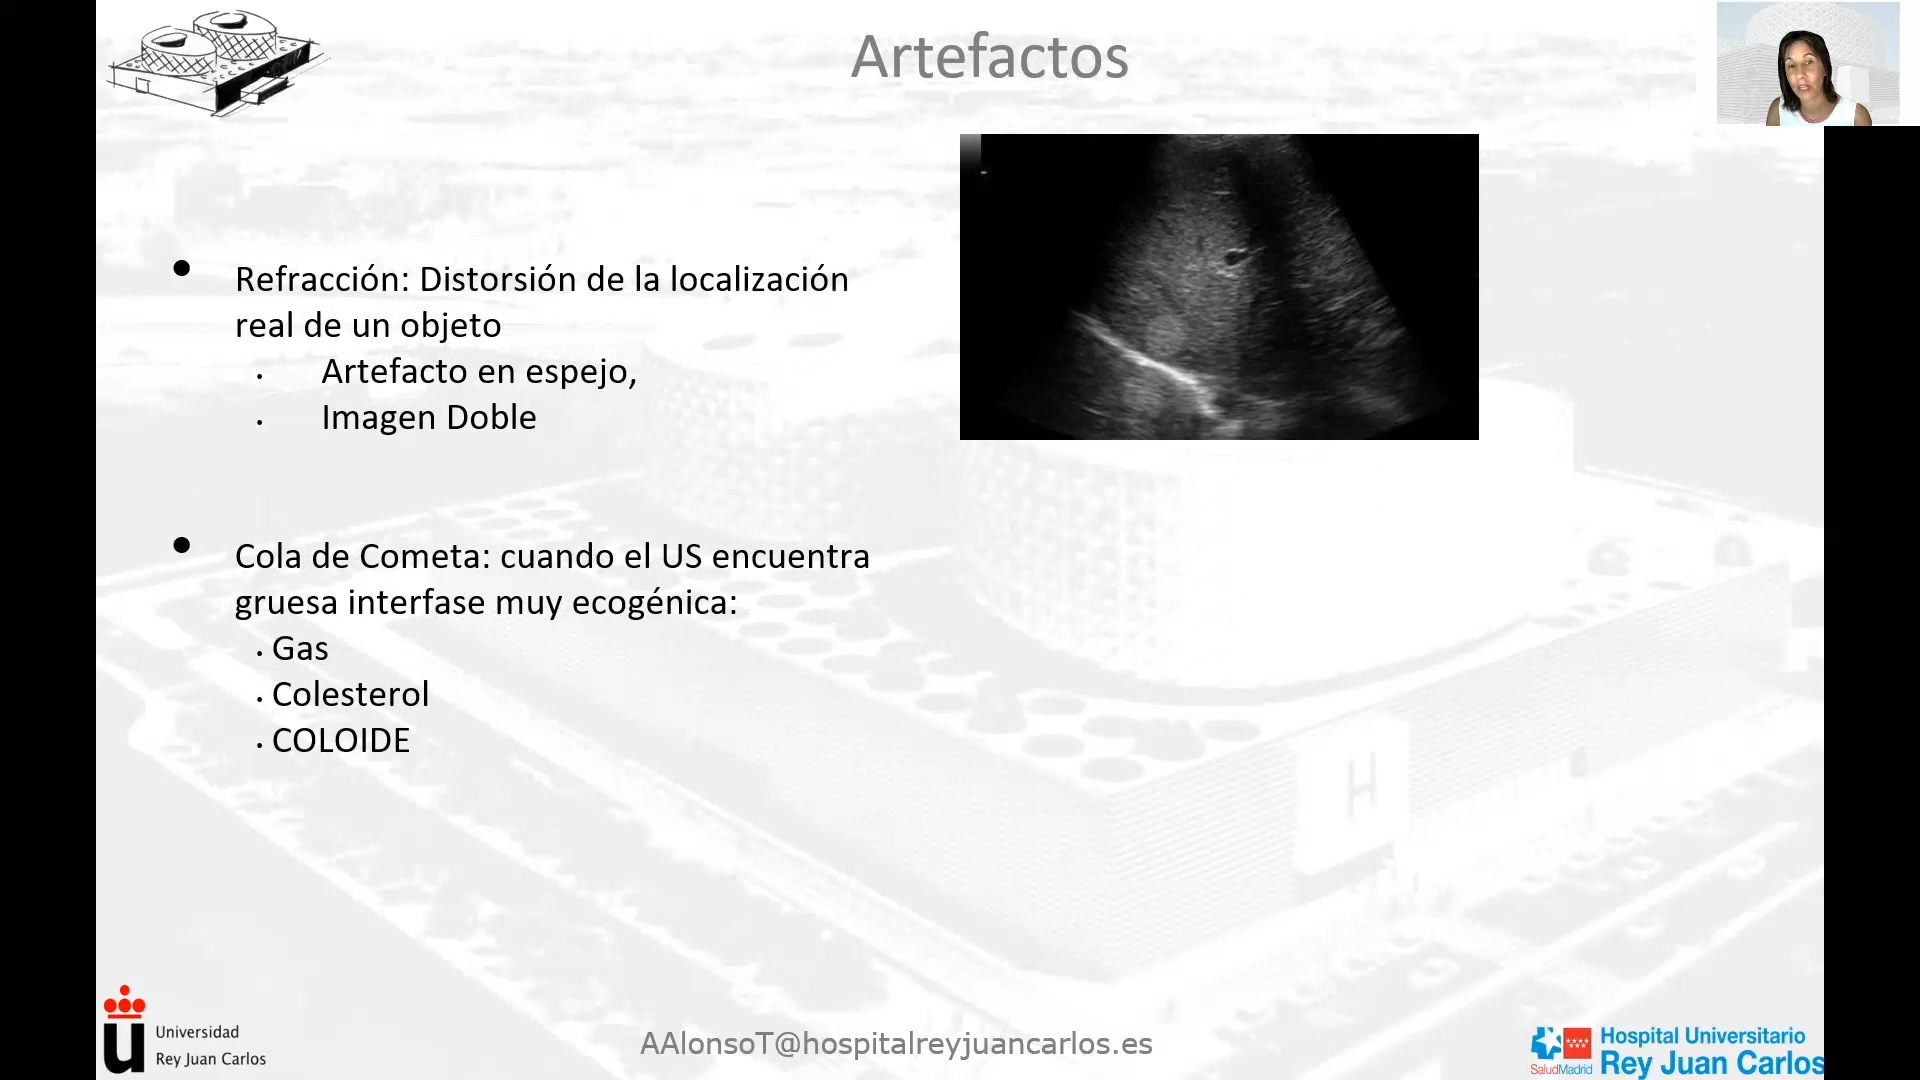 Artefactos
• Refracción: Distorsión de la localización
real de un objeto
• Artefacto en espejo,
• Imagen Doble
• Cola de Cometa: cuando el US encuentra
gruesa interfase muy ecogénica:
• Gas
• Colesterol
• COLOIDE
H
u Universidad
Rey Juan Carlos
AAlonsoT@hospitalreyjuancarlos.es
SaludMadrid
Hospital Universitario
Rey Juan Carlos